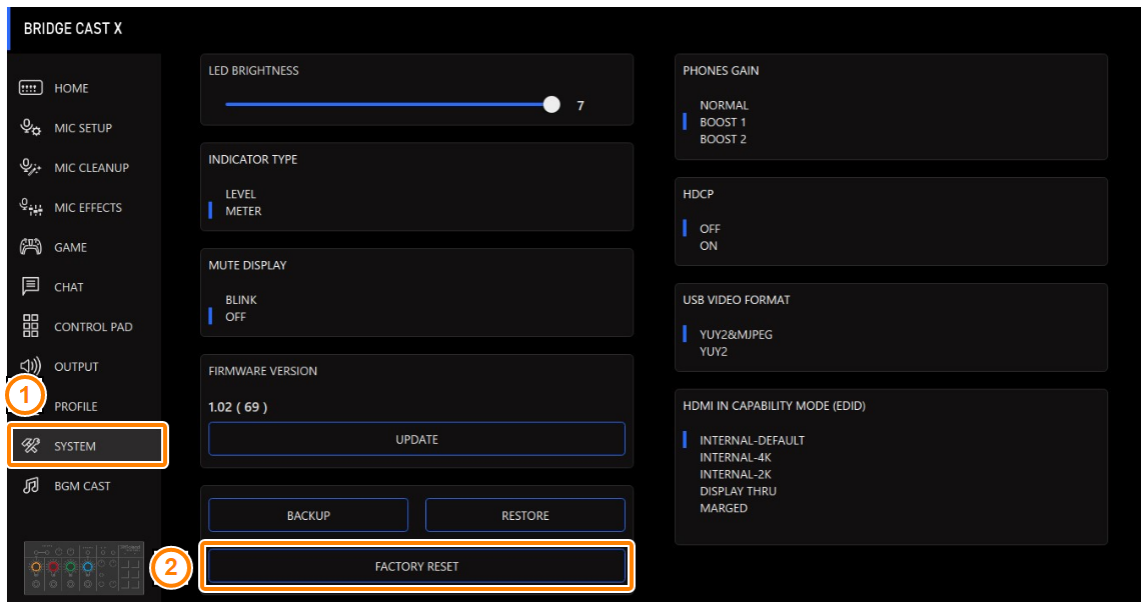 BRIDGE CAST X
HOME
MIC SETUP
MIC CLEANUP
MIC EFFECTS
GAME
CHAT
CONTROL PAD
OUTPUT
1
PROFILE
SYSTEM
BGM CAST
LED BRIGHTNESS
7
INDICATOR TYPE
LEVEL
METER
MUTE DISPLAY
BLINK
OFF
FIRMWARE VERSION
1.02 ( 69 )
UPDATE
BACKUP
RESTORE
2
FACTORY RESET
PHONES GAIN
NORMAL
BOOST 1
BOOST 2
HDCP
OFF
ON
USB VIDEO FORMAT
YUY2&MJPEG
YUY2
HDMI IN CAPABILITY MODE (EDID)
INTERNAL-DEFAULT
INTERNAL-4K
INTERNAL-2K
DISPLAY THRU
MARGED